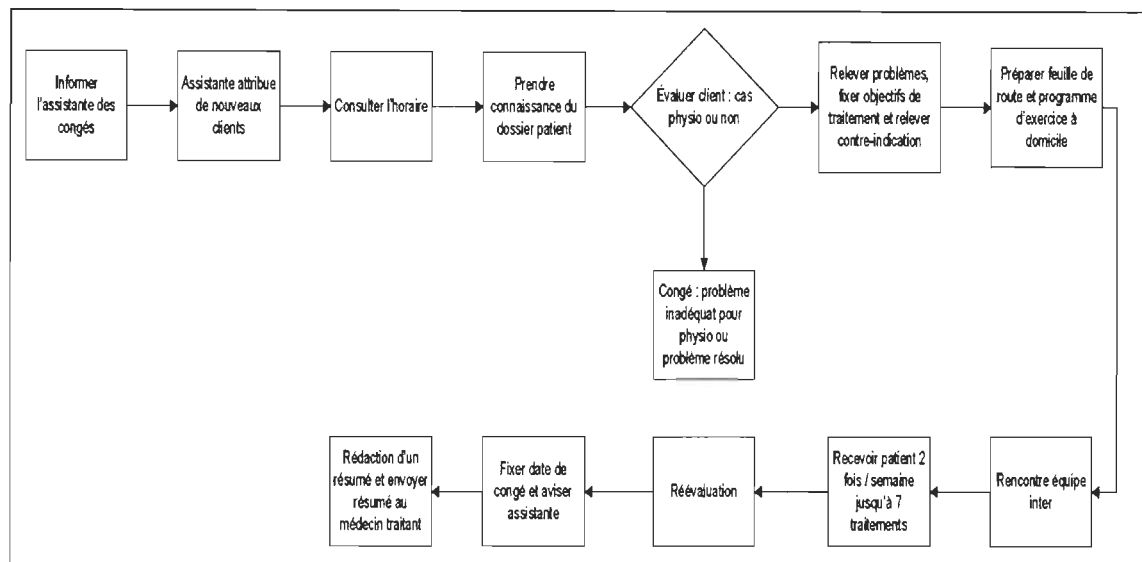 Informer
l'assistante des
congés
Assistante attribue
de nouveaux
clients
Consulter l'horaire
Prendre
connaissance du
dossier patient
Évaluer client : cas
physio ou non
Relever problèmes,
fixer objectifs de
traitement et relever
contre-indication
Préparer feuille de
route et programme
d'exercice à
domicile
Congé : problème
inadéquat pour
physio ou
problème résolu
Rédaction d'un
résumé et envoyer
résumé au
médecin traitant
Fixer date de
congé et aviser
assistante
Réévaluation
Recevoir patient 2
fois / semaine
jusqu'à 7
traitements
Rencontre équipe
inter